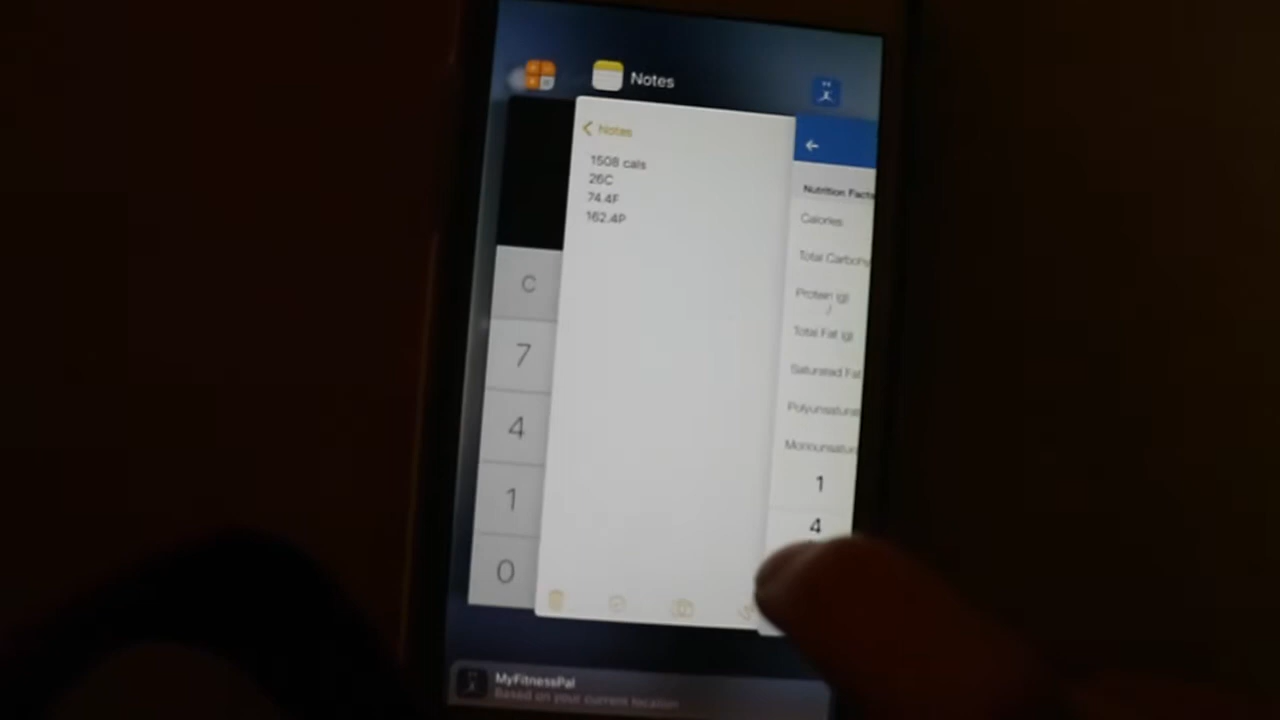 Notes
Notes
1508 cals
26C
74.4F
162.4P
C
7
4
1
0
Nutrition Facts
Calories
Total Carbohy
Protein (g)
Total Fat (g)
Saturated Fat
Polyunsatura
Monounsatu
1
4
MyFitnessPal
Based on your current location